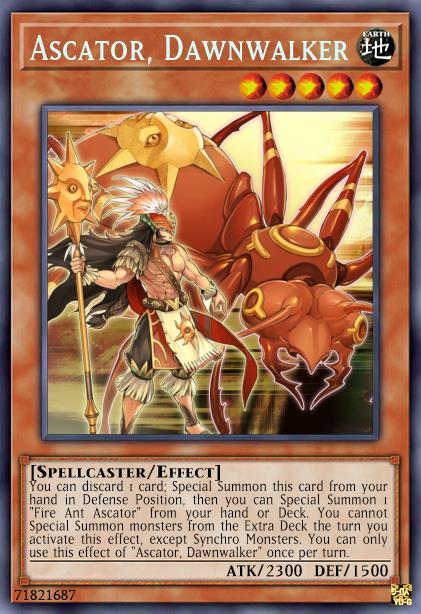 Ascator, Dawnwalker
EARTH
地
[Spellcaster/Effect]
You can discard 1 card; Special Summon this card from your
hand in Defense Position, then you can Special Summon 1
"Fire Ant Ascator" from your hand or Deck. You cannot
Special Summon monsters from the Extra Deck the turn you
activate this effect, except Synchro Monsters. You can only
use this effect of "Ascator, Dawnwalker" once per turn.
ATK/2300 DEF/1500
71821687